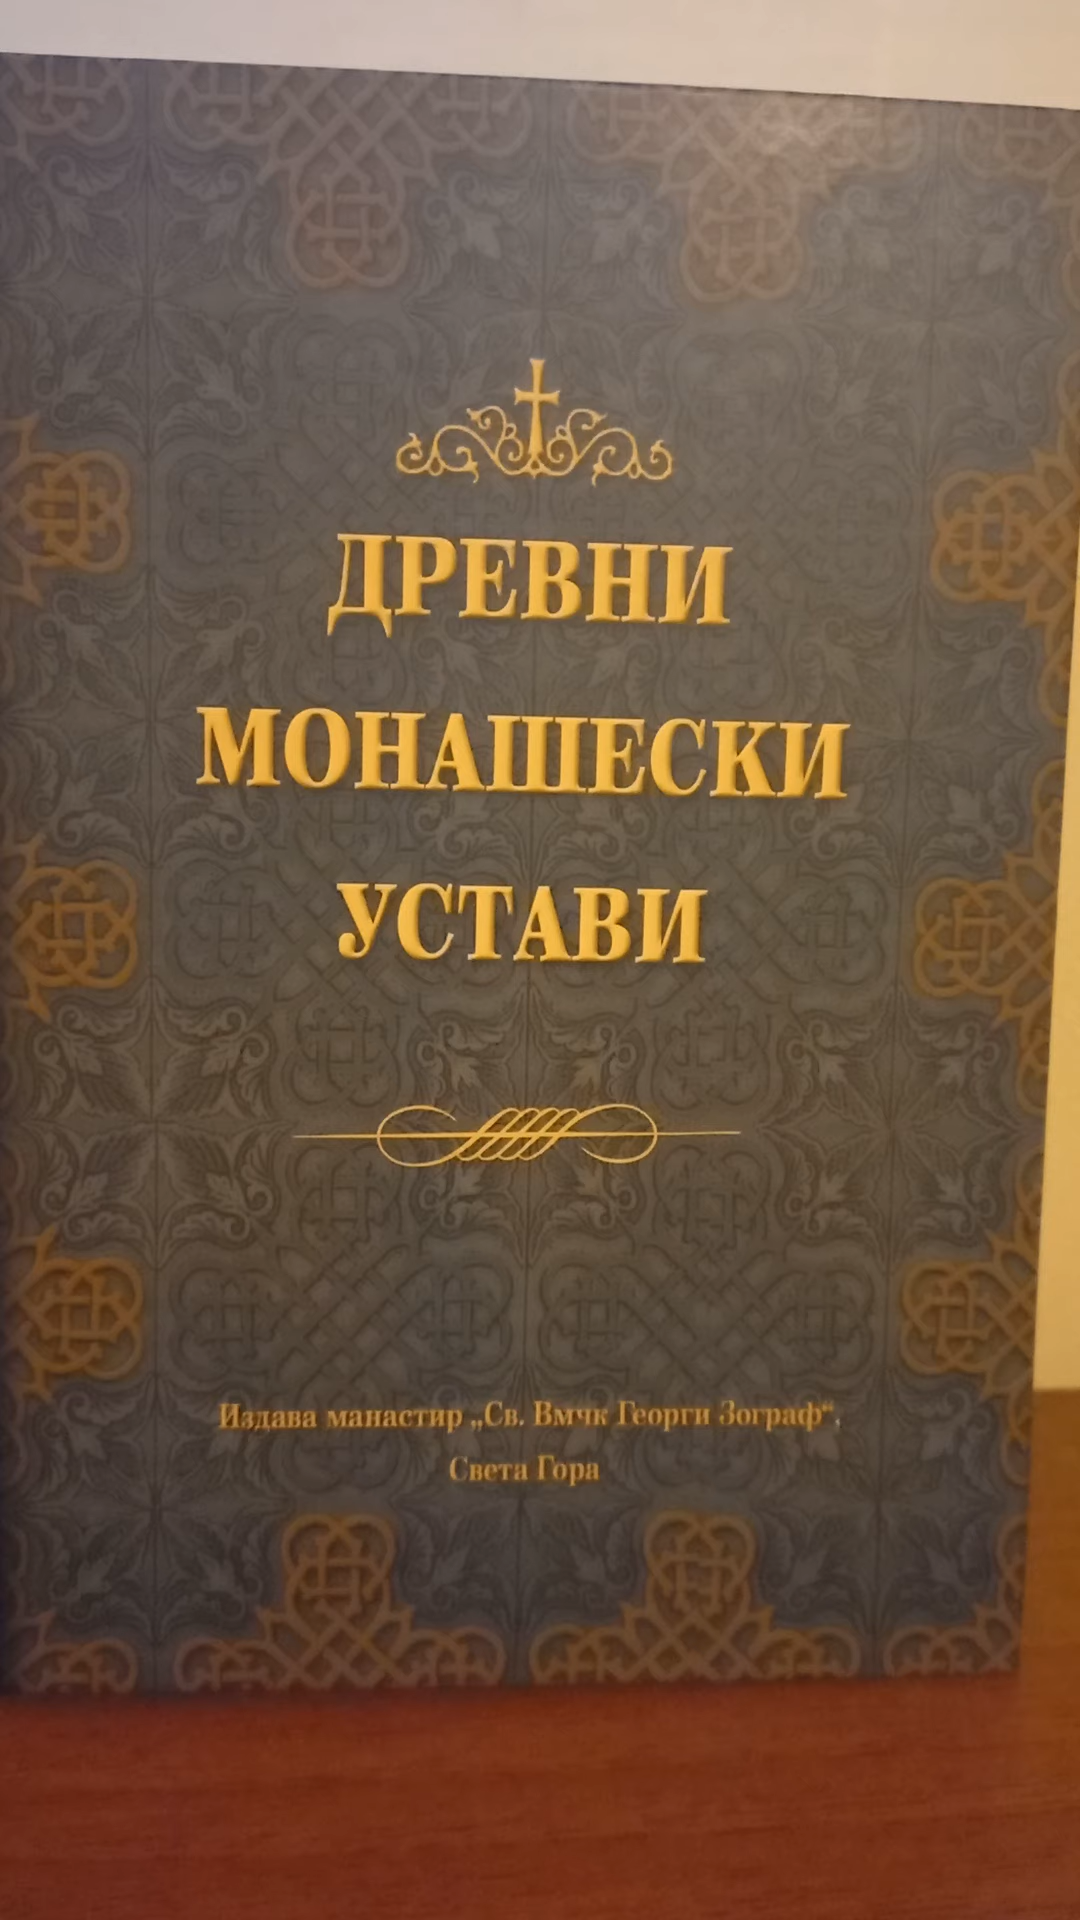 ДРЕВНИ
МОНАШЕСКИ
УСТАВИ
Издава манастир „Св. Вмчк Георги Зограф“,
Света Гора